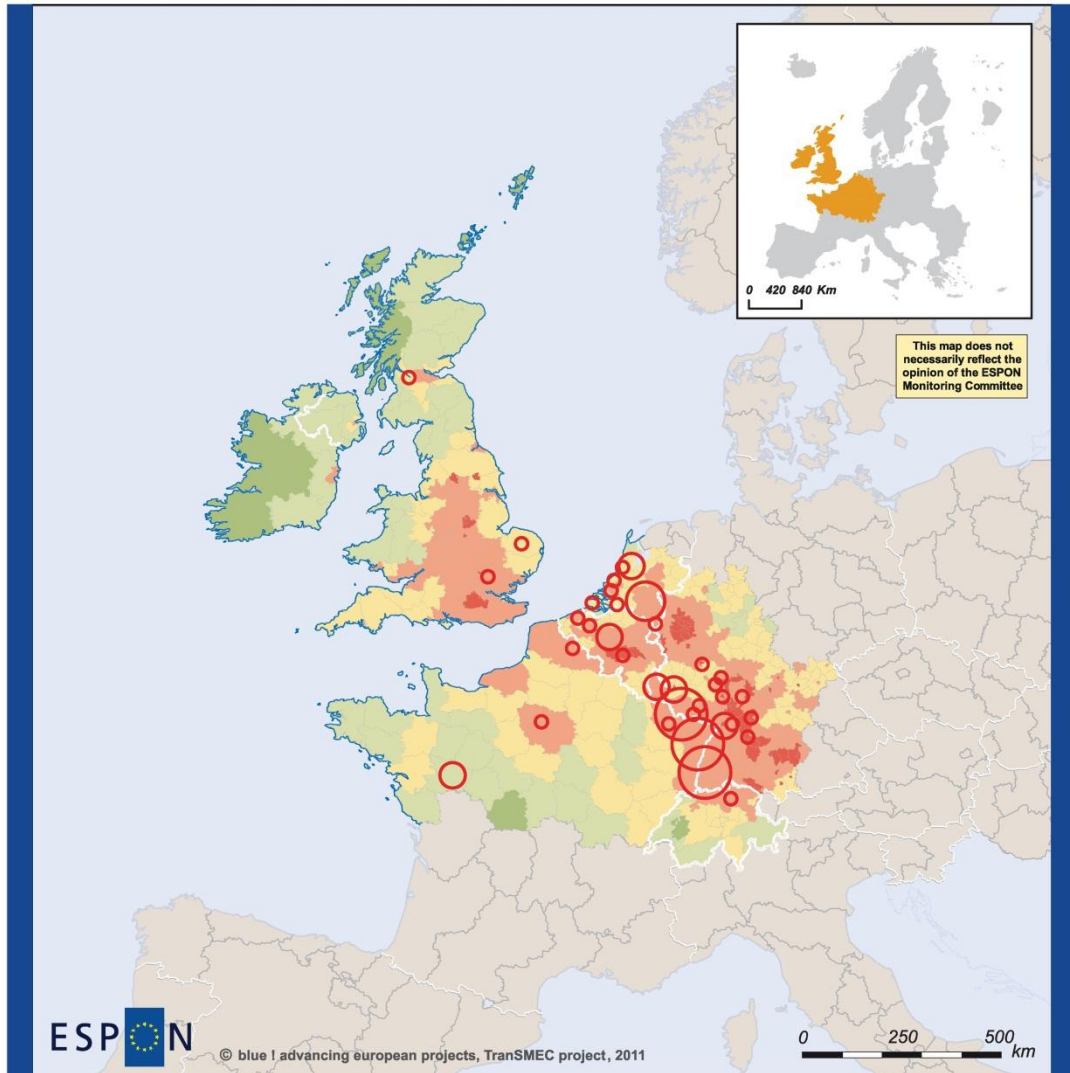 0 420 840 Km
This map does not
necessarily reflect the
opinion of the ESPON
Monitoring Committee
ESPON
© blue ! advancing european projects, TranSMEC project, 2011
0 250 500
km